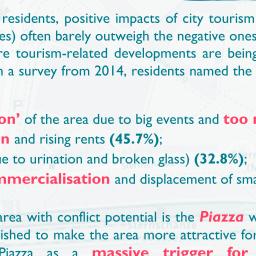 residents, positive impacts of city tourism
es) often barely outweigh the negative ones
re tourism-related developments are being
n a survey from 2014, residents named the
on' of the area due to big events and too m
n and rising rents (45.7%);
ue to urination and broken glass) (32.8%);
mmercialisation and displacement of sma
area with conflict potential is the Piazza w
ished to make the area more attractive for
Piazza as a massive trigger for